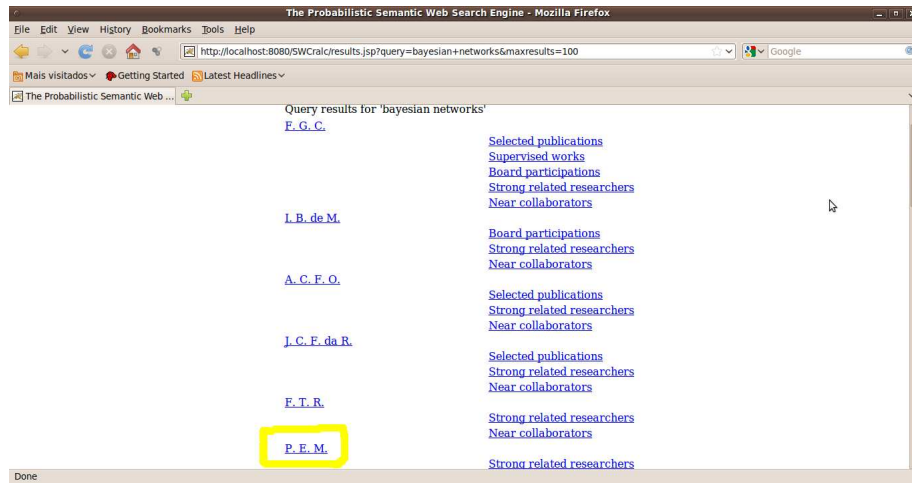 The Probabilistic Semantic Web Search Engine - Mozilla Firefox
File Edit View History Bookmarks Tools Help
http://localhost:8080/SWCralc/results.jsp?query=bayesian+networks&maxresults=100
Google
Mais visitados Getting Started Latest Headlines
The Probabilistic Semantic Web ...
Query results for 'bayesian networks'
F. G. C.
Selected publications
Supervised works
Board participations
Strong related researchers
Near collaborators
I. B. de M.
Board participations
Strong related researchers
Near collaborators
A. C. F. O.
Selected publications
Strong related researchers
Near collaborators
J. C. F. da R.
Selected publications
Strong related researchers
Near collaborators
F. T. R.
Strong related researchers
Near collaborators
P. E. M.
Strong related researchers
Done